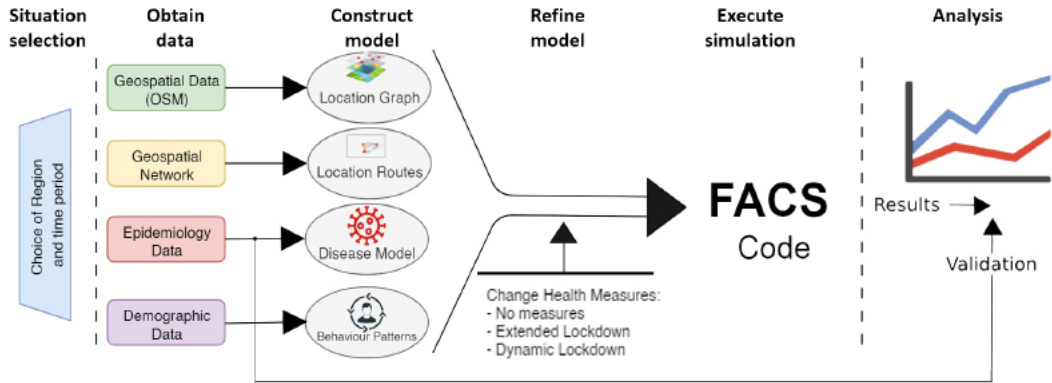 Situation
selection
Obtain
data
Construct
model
Refine
model
Execute
simulation
Analysis
Choice of Region
and time period
Geospatial Data
(OSM)
Location Graph
Geospatial
Network
Location Routes
Epidemiology
Data
Disease Model
Demographic
Data
Behaviour Patterns
Change Health Measures:
- No measures
- Extended Lockdown
- Dynamic Lockdown
FACS
Code
Results
Validation